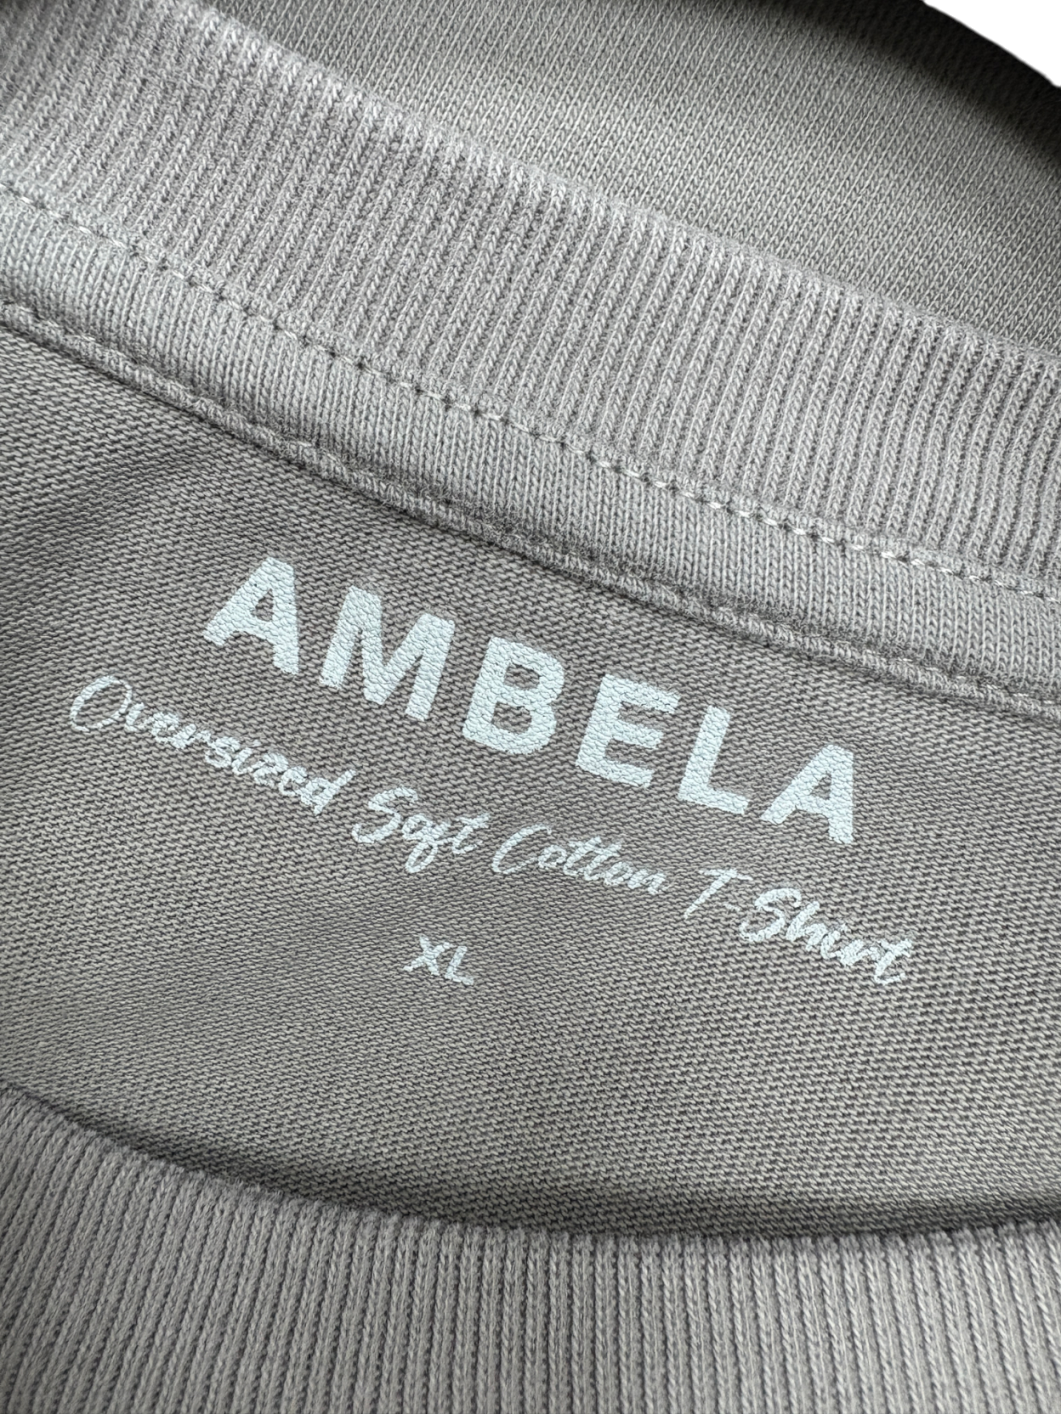 AMBELA
Oversized Soft Cotton T-Shirt
XL